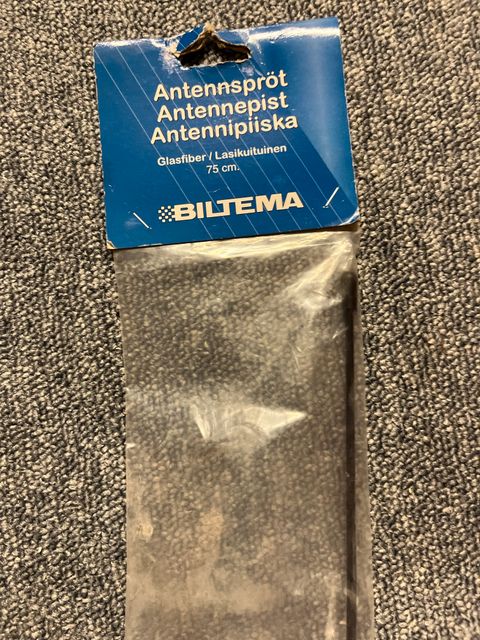 Antennspröt
Antennepist
Antennipiiska
Glasfiber / Lasikuituinen
75 cm.
BILTEMA